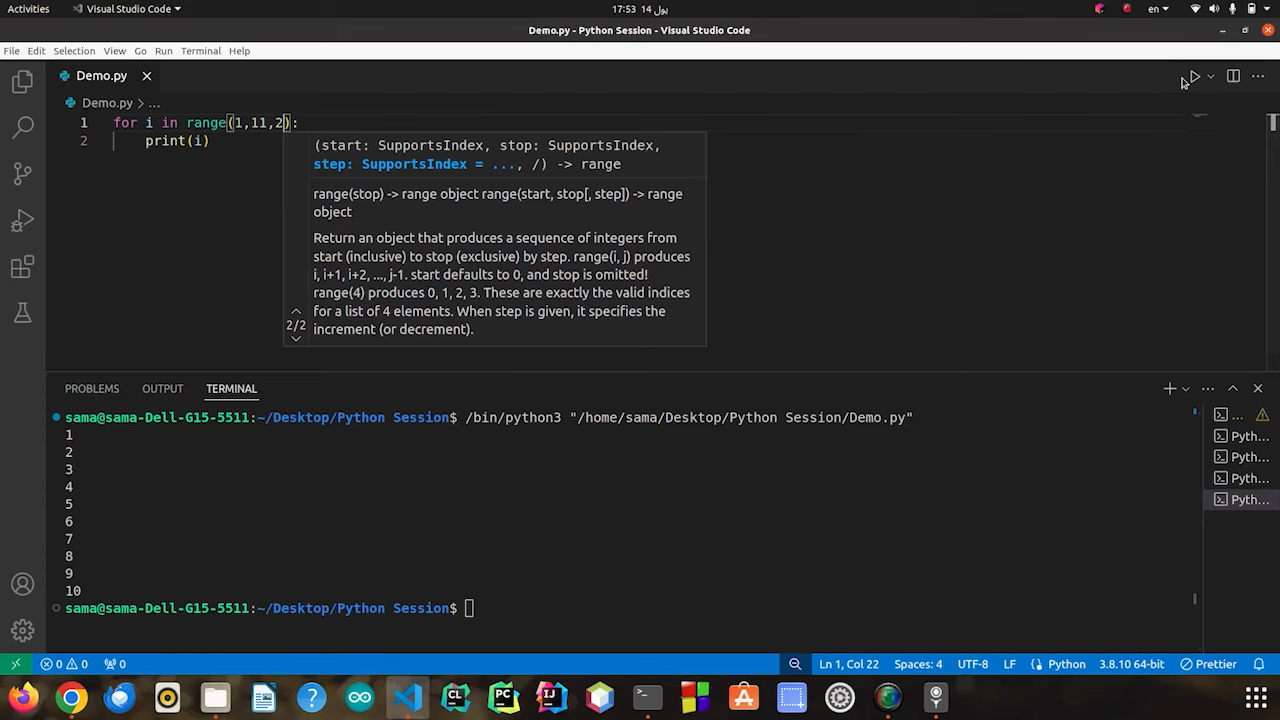 Activities
Visual Studio Code
17:53 14 يول
en
Demo.py - Python Session - Visual Studio Code
File Edit Selection View Go Run Terminal Help
Demo.py
Demo.py > ...
1 for i in range(1,11,2):
2 print(i)
(start: SupportsIndex, stop: SupportsIndex,
step: SupportsIndex = ..., /) -> range
range(stop) -> range object range(start, stop[, step]) -> range
object
Return an object that produces a sequence of integers from
start (inclusive) to stop (exclusive) by step. range(i, j) produces
i, i+1, i+2, ..., j-1. start defaults to 0, and stop is omitted!
range(4) produces 0, 1, 2, 3. These are exactly the valid indices
for a list of 4 elements. When step is given, it specifies the
increment (or decrement).
2/2
PROBLEMS OUTPUT TERMINAL
sama@sama-Dell-G15-5511:~/Desktop/Python Session$ /bin/python3 "/home/sama/Desktop/Python Session/Demo.py"
1
2
3
4
5
6
7
8
9
10
sama@sama-Dell-G15-5511:~/Desktop/Python Session$
...
Pyth...
Pyth...
Pyth...
Pyth...
0 0 0
Ln 1, Col 22 Spaces: 4 UTF-8 LF Python 3.8.10 64-bit Prettier
CL PC IJ